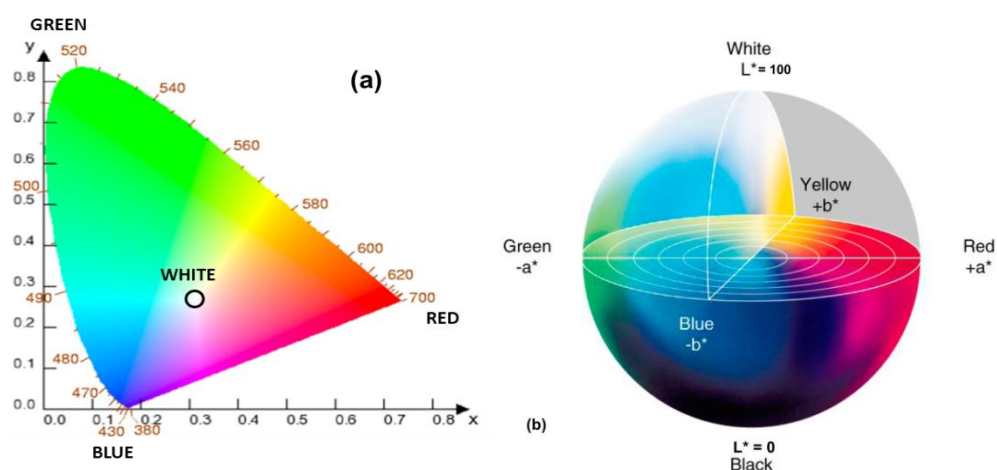 GREEN
y
520
(a)
0.8
540
0.7
560
0.6
500
0.5
580
0.4
600
WHITE
620
0.3
490
700
RED
0.2
480
0.1
470
0.0
0.0 0.1 0.2 0.3 0.4 0.5 0.6 0.7 0.8 x
430 380
BLUE
White
L* = 100
Yellow
+b*
Green
-a*
Red
+a*
Blue
-b*
(b)
L* = 0
Black